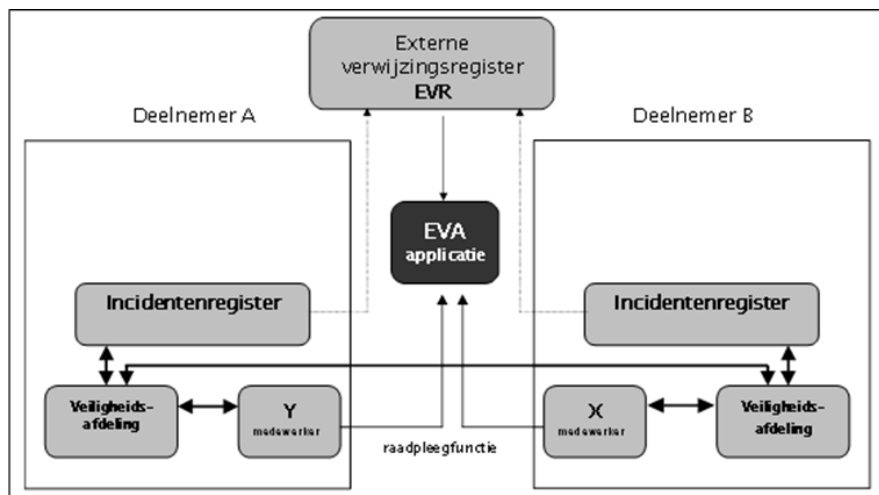 Externe
verwijzingsregister
EVR
Deelnemer A
Deelnemer B
EVA
applicatie
Incidentenregister
Incidentenregister
Veiligheids-
afdeling
Y
medewerker
X
medewerker
Veiligheids-
afdeling
raadpleegfunctie